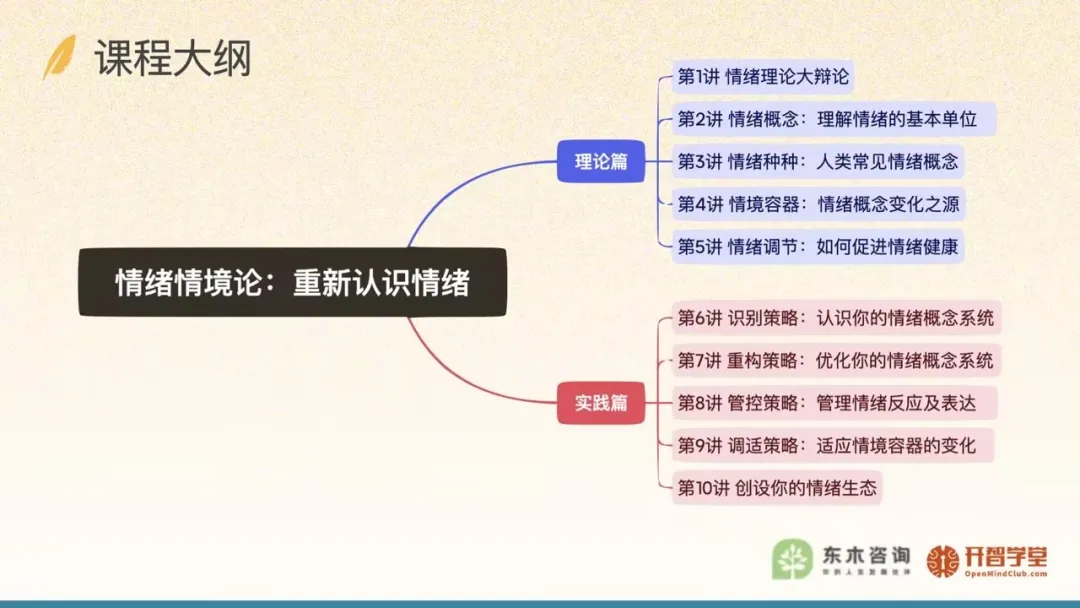 课程大纲
情绪情境论：重新认识情绪
理论篇
第1讲 情绪理论大辩论
第2讲 情绪概念：理解情绪的基本单位
第3讲 情绪种种：人类常见情绪概念
第4讲 情境容器：情绪概念变化之源
第5讲 情绪调节：如何促进情绪健康
实践篇
第6讲 识别策略：认识你的情绪概念系统
第7讲 重构策略：优化你的情绪概念系统
第8讲 管控策略：管理情绪反应及表达
第9讲 调适策略：适应情境容器的变化
第10讲 创设你的情绪生态
东木咨询
你的人生发展伙伴
开智学堂
OpenMindClub.com